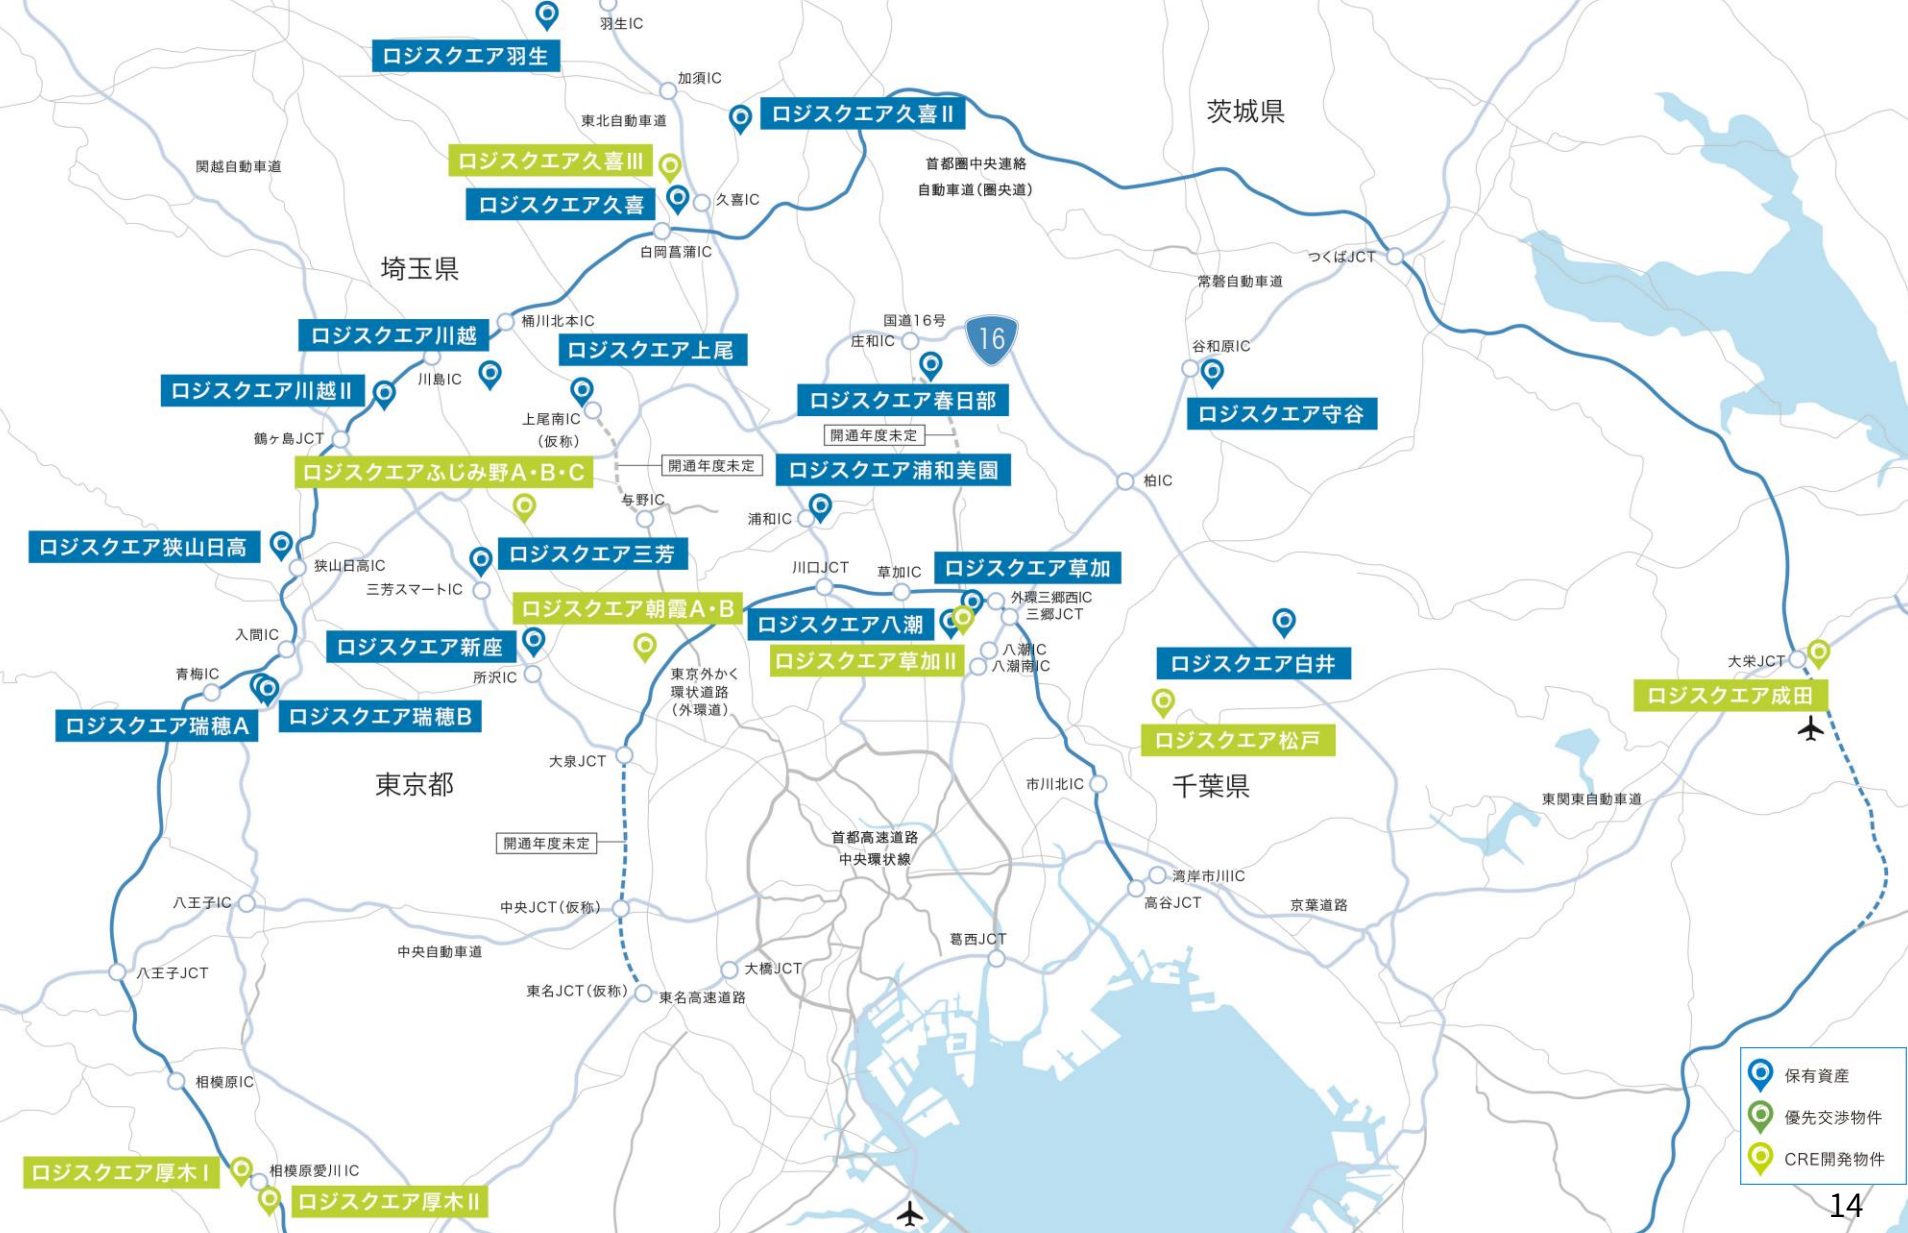 羽生IC
ロジスクエア羽生
加須IC
東北自動車道
ロジスクエア久喜II
茨城県
関越自動車道
ロジスクエア久喜III
首都圏中央連絡
自動車道(圏央道)
ロジスクエア久喜
久喜IC
白岡菖蒲IC
埼玉県
つくばJCT
常磐自動車道
ロジスクエア川越
桶川北本IC
国道16号
庄和IC
16
ロジスクエア上尾
谷和原IC
川島IC
ロジスクエア川越II
ロジスクエア春日部
ロジスクエア守谷
上尾南IC
(仮称)
鶴ヶ島JCT
開通年度未定
ロジスクエアふじみ野A・B・C
開通年度未定
ロジスクエア浦和美園
柏IC
与野IC
浦和IC
ロジスクエア狭山日高
狭山日高IC
ロジスクエア三芳
三芳スマートIC
川口JCT
草加IC
ロジスクエア草加
外環三郷西IC
三郷JCT
ロジスクエア朝霞A・B
ロジスクエア八潮
入間IC
ロジスクエア新座
八潮IC
八潮南IC
ロジスクエア草加II
ロジスクエア白井
大栄JCT
青梅IC
所沢IC
東京外かく
環状道路
(外環道)
ロジスクエア成田
ロジスクエア瑞穂A
ロジスクエア瑞穂B
ロジスクエア松戸
大泉JCT
東京都
市川北IC
千葉県
東関東自動車道
開通年度未定
首都高速道路
中央環状線
湾岸市川IC
高谷JCT
京葉道路
八王子IC
中央JCT(仮称)
中央自動車道
葛西JCT
八王子JCT
大橋JCT
東名JCT(仮称)
東名高速道路
相模原IC
保有資産
優先交渉物件
CRE開発物件
ロジスクエア厚木I
相模原愛川IC
ロジスクエア厚木II
14